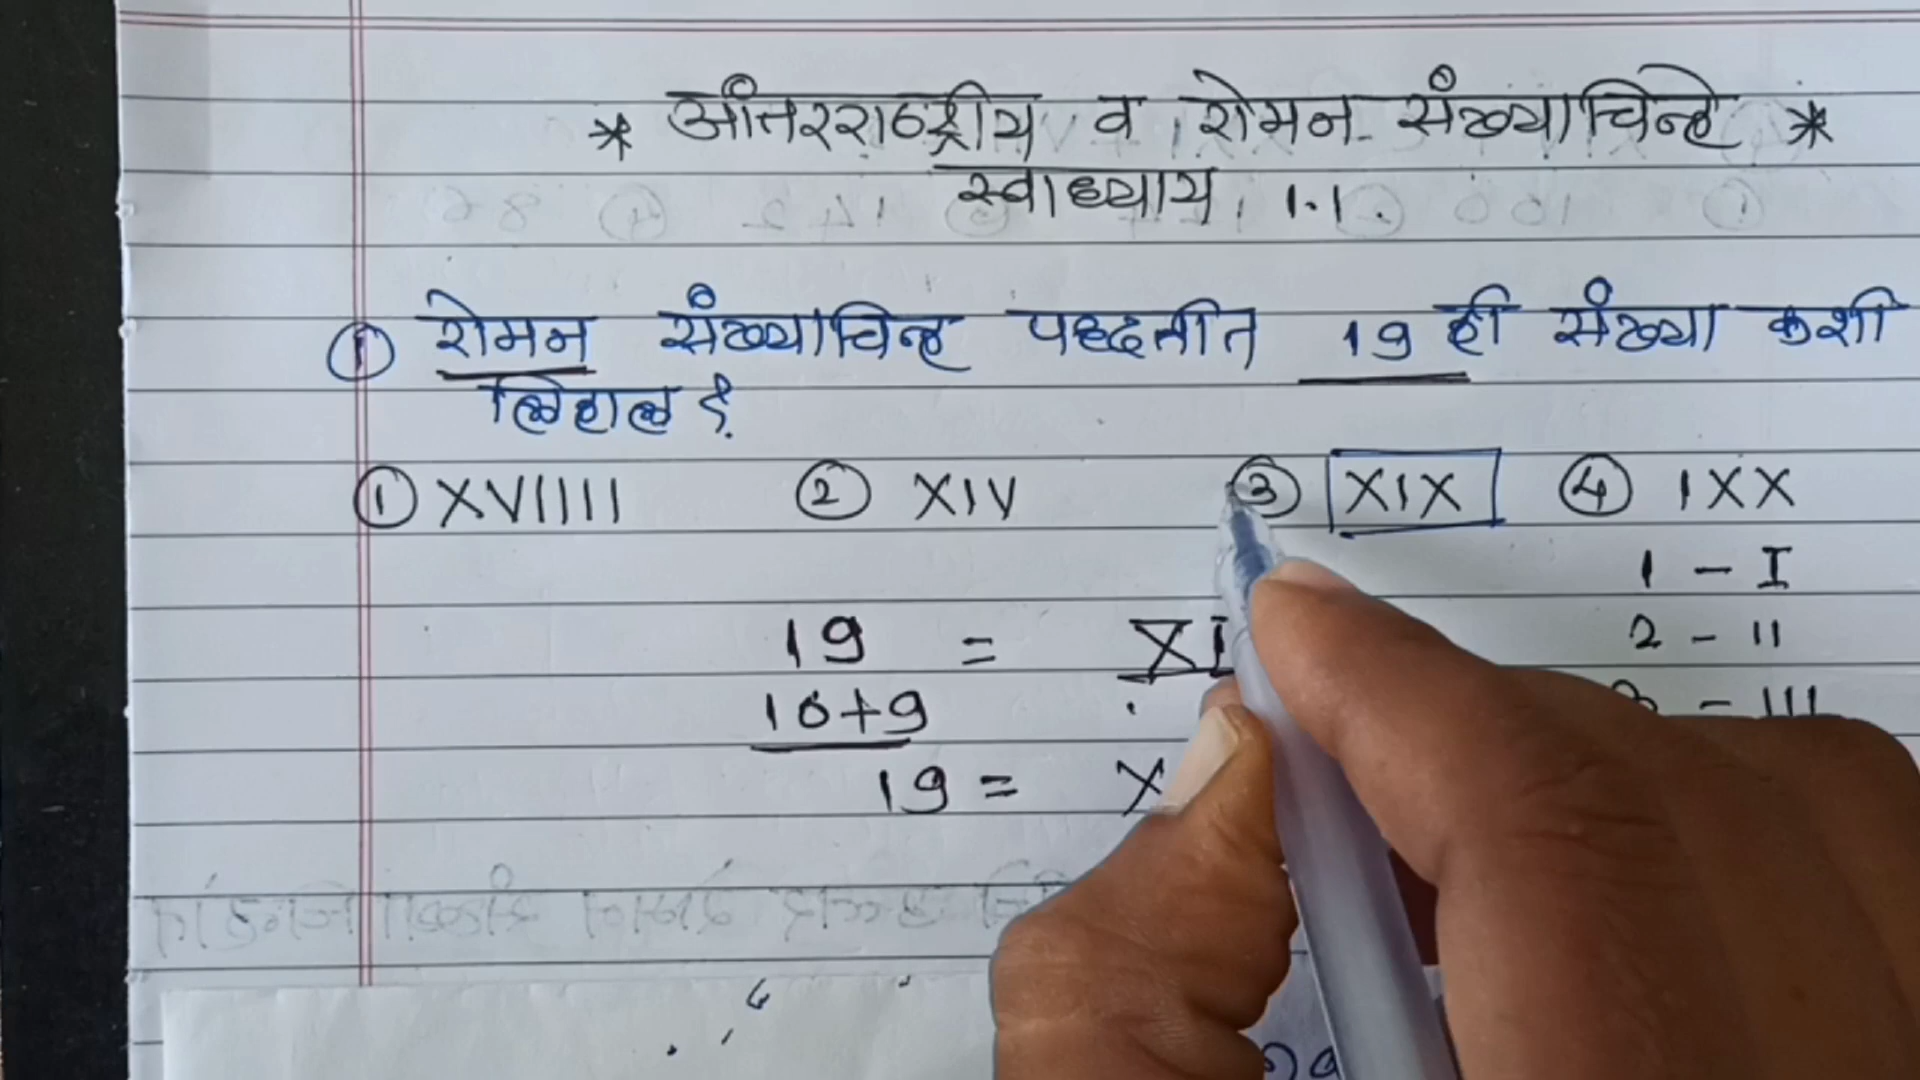 * आंतरराष्ट्रीय व रोमन संख्याचिन्हे *
स्वाध्याय 1.1.
① रोमन संख्याचिन्ह पद्धतीत 19 ही संख्या कशी
लिहाल ?
① XVIIII ② XIV ③ XIX ④ IXX
1 - I
2 - II
- III
19 = XI
10+9
19 = X